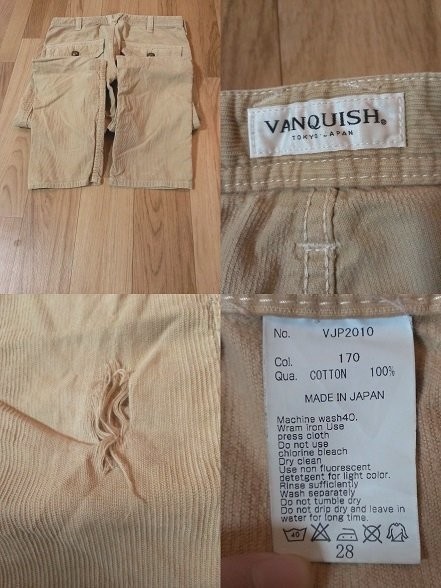 VANQUISH®
TOKYO JAPAN
No. VJP2010
Col. 170
Qua. COTTON 100%
MADE IN JAPAN
Machine wash40.
Wram iron Use
press cloth
Do not use
chlorine bleach
Dry clean
Use non fluorescent
detetgent for light color.
Rinse sufficiently
Wash separately
Do not tumble dry
Do not drip dry and leave in
water for long time.
40
28